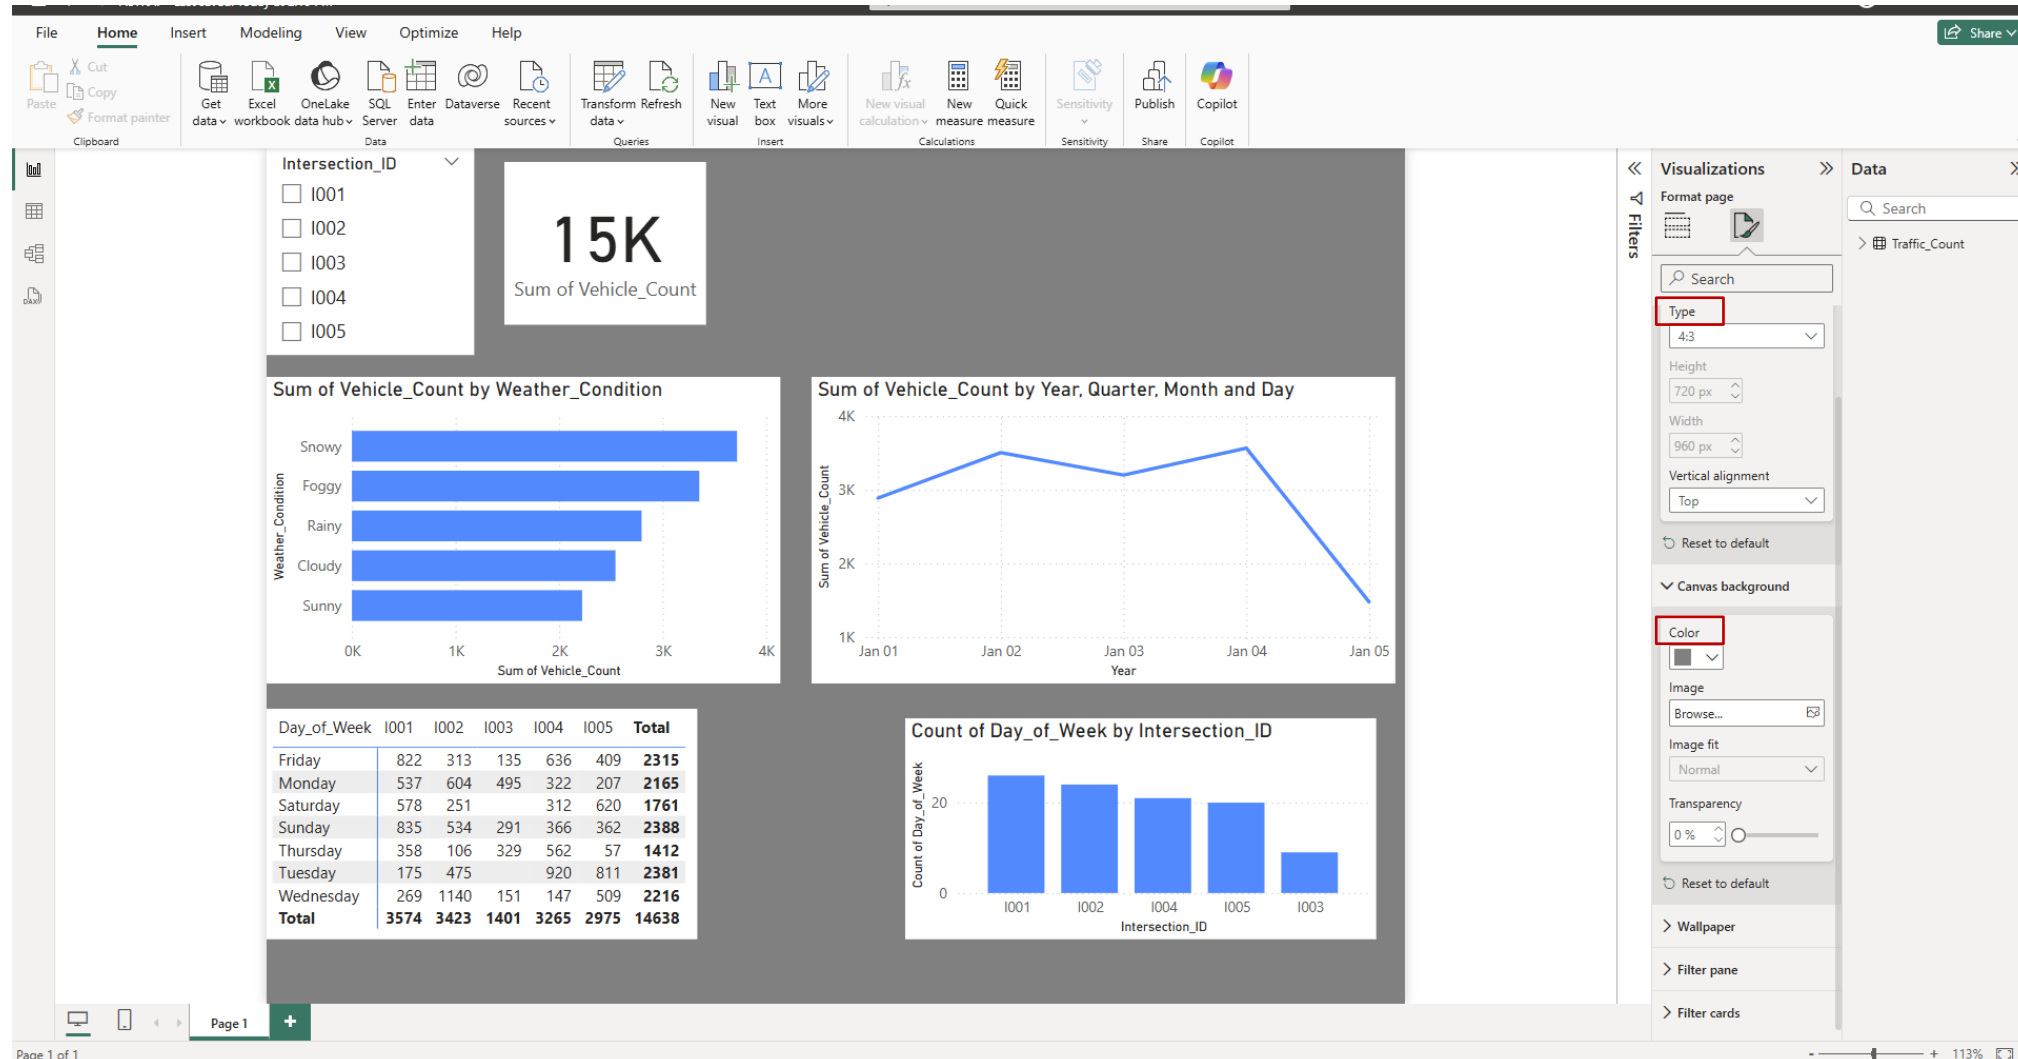 File Home Insert Modeling View Optimize Help
Share
Paste
Cut
Copy
Format painter
Clipboard
Get data
Excel workbook
OneLake data hub
SQL Server
Enter data
Dataverse
Recent sources
Data
Transform data
Refresh
Queries
New visual
Text box
More visuals
Insert
New visual calculation
New measure
Quick measure
Calculations
Sensitivity
Sensitivity
Publish
Share
Copilot
Copilot
Intersection_ID
I001
I002
I003
I004
I005
15K
Sum of Vehicle_Count
Sum of Vehicle_Count by Weather_Condition
Weather_Condition
Snowy
Foggy
Rainy
Cloudy
Sunny
0K 1K 2K 3K 4K
Sum of Vehicle_Count
Sum of Vehicle_Count by Year, Quarter, Month and Day
Sum of Vehicle_Count
4K
3K
2K
1K
Jan 01 Jan 02 Jan 03 Jan 04 Jan 05
Year
Day_of_Week I001 I002 I003 I004 I005 Total
Friday 822 313 135 636 409 2315
Monday 537 604 495 322 207 2165
Saturday 578 251 312 620 1761
Sunday 835 534 291 366 362 2388
Thursday 358 106 329 562 57 1412
Tuesday 175 475 920 811 2381
Wednesday 269 1140 151 147 509 2216
Total 3574 3423 1401 3265 2975 14638
Count of Day_of_Week by Intersection_ID
Count of Day_of_Week
20
0
I001 I002 I004 I005 I003
Intersection_ID
Filters
Visualizations
Format page
Search
Type
4:3
Height
720 px
Width
960 px
Vertical alignment
Top
Reset to default
Canvas background
Color
Image
Browse...
Image fit
Normal
Transparency
0 %
Reset to default
Wallpaper
Filter pane
Filter cards
Data
Search
Traffic_Count
DAX
Page 1
+
Page 1 of 1
- + 113%